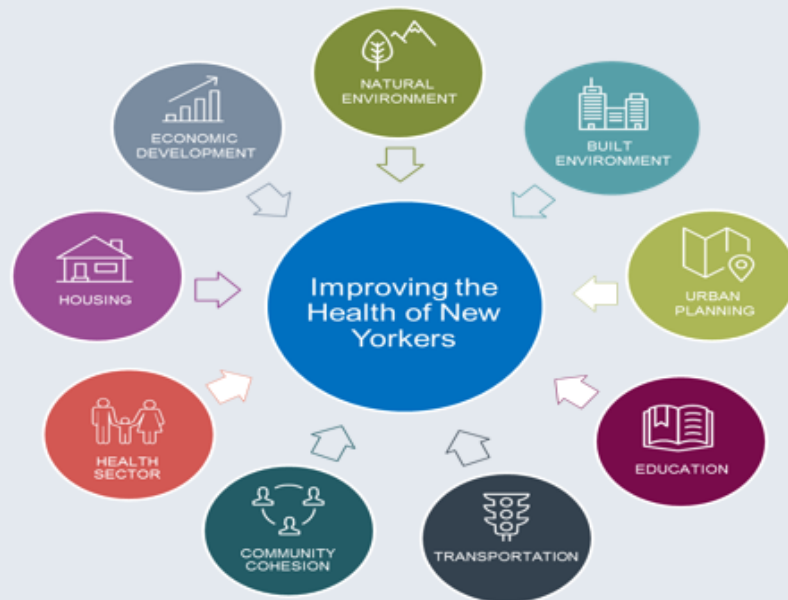 NATURAL
ENVIRONMENT
BUILT
ENVIRONMENT
URBAN
PLANNING
EDUCATION
TRANSPORTATION
COMMUNITY
COHESION
HEALTH
SECTOR
HOUSING
ECONOMIC
DEVELOPMENT
Improving the
Health of New
Yorkers